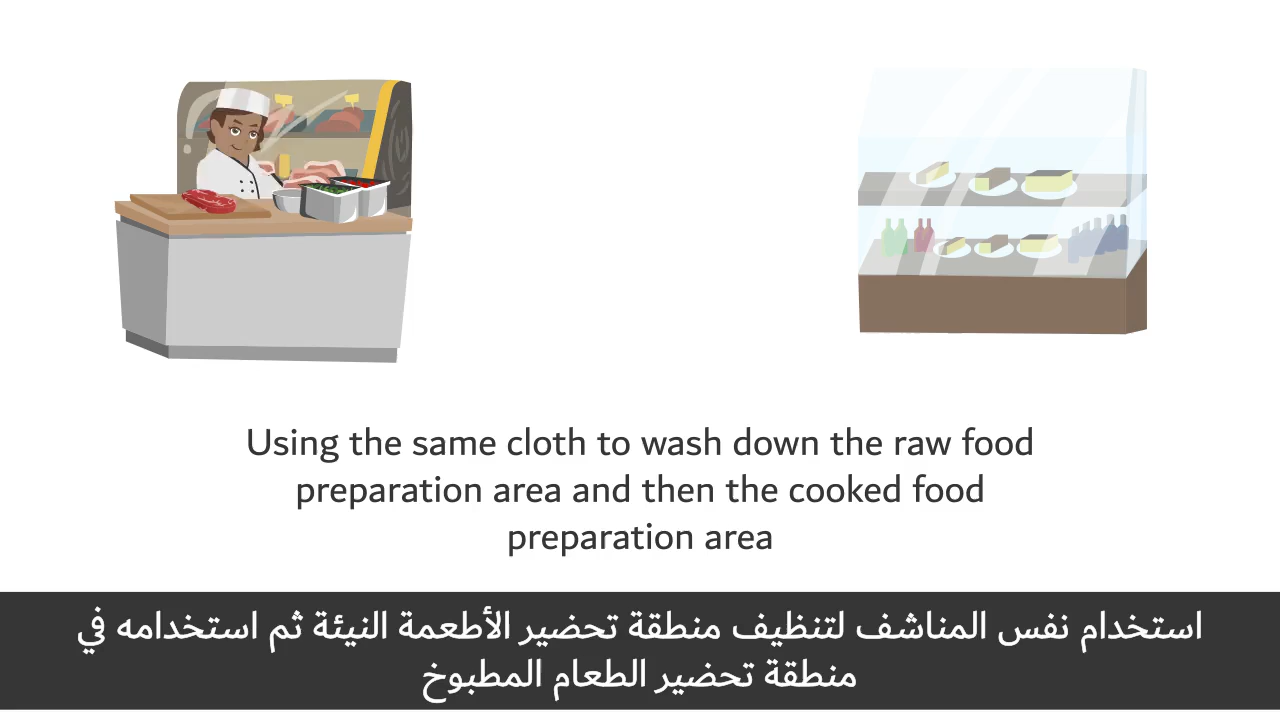 Using the same cloth to wash down the raw food
preparation area and then the cooked food
preparation area
استخدام نفس المناشف لتنظيف منطقة تحضير الأطعمة النيئة ثم استخدامه في
منطقة تحضير الطعام المطبوخ